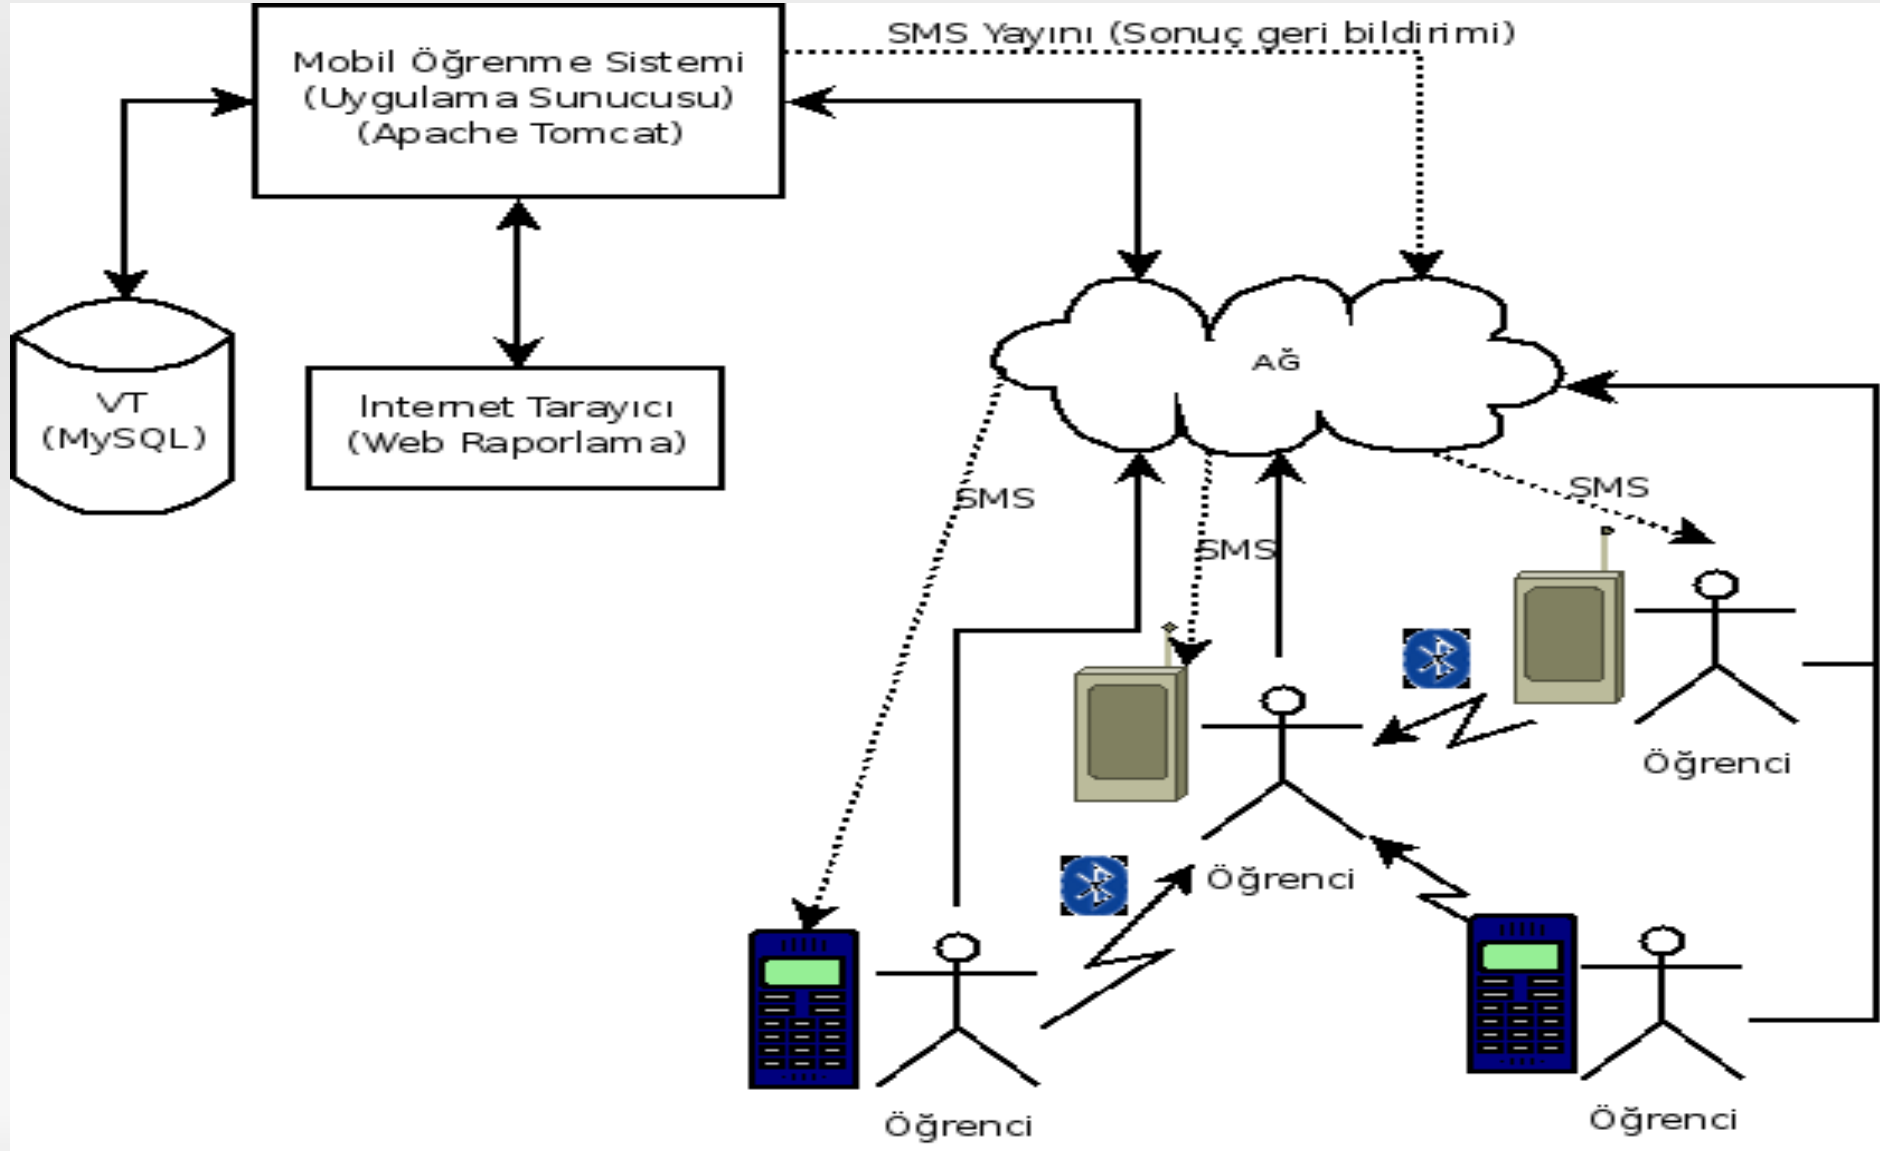 SMS Yayını (Sonuç geri bildirimi)
Mobil Öğrenme Sistemi
(Uygulama Sunucusu)
(Apache Tomcat)
AĞ
VT
(MySQL)
İnternet Tarayıcı
(Web Raporlama)
SMS
SMS
SMS
Öğrenci
Öğrenci
Öğrenci
Öğrenci